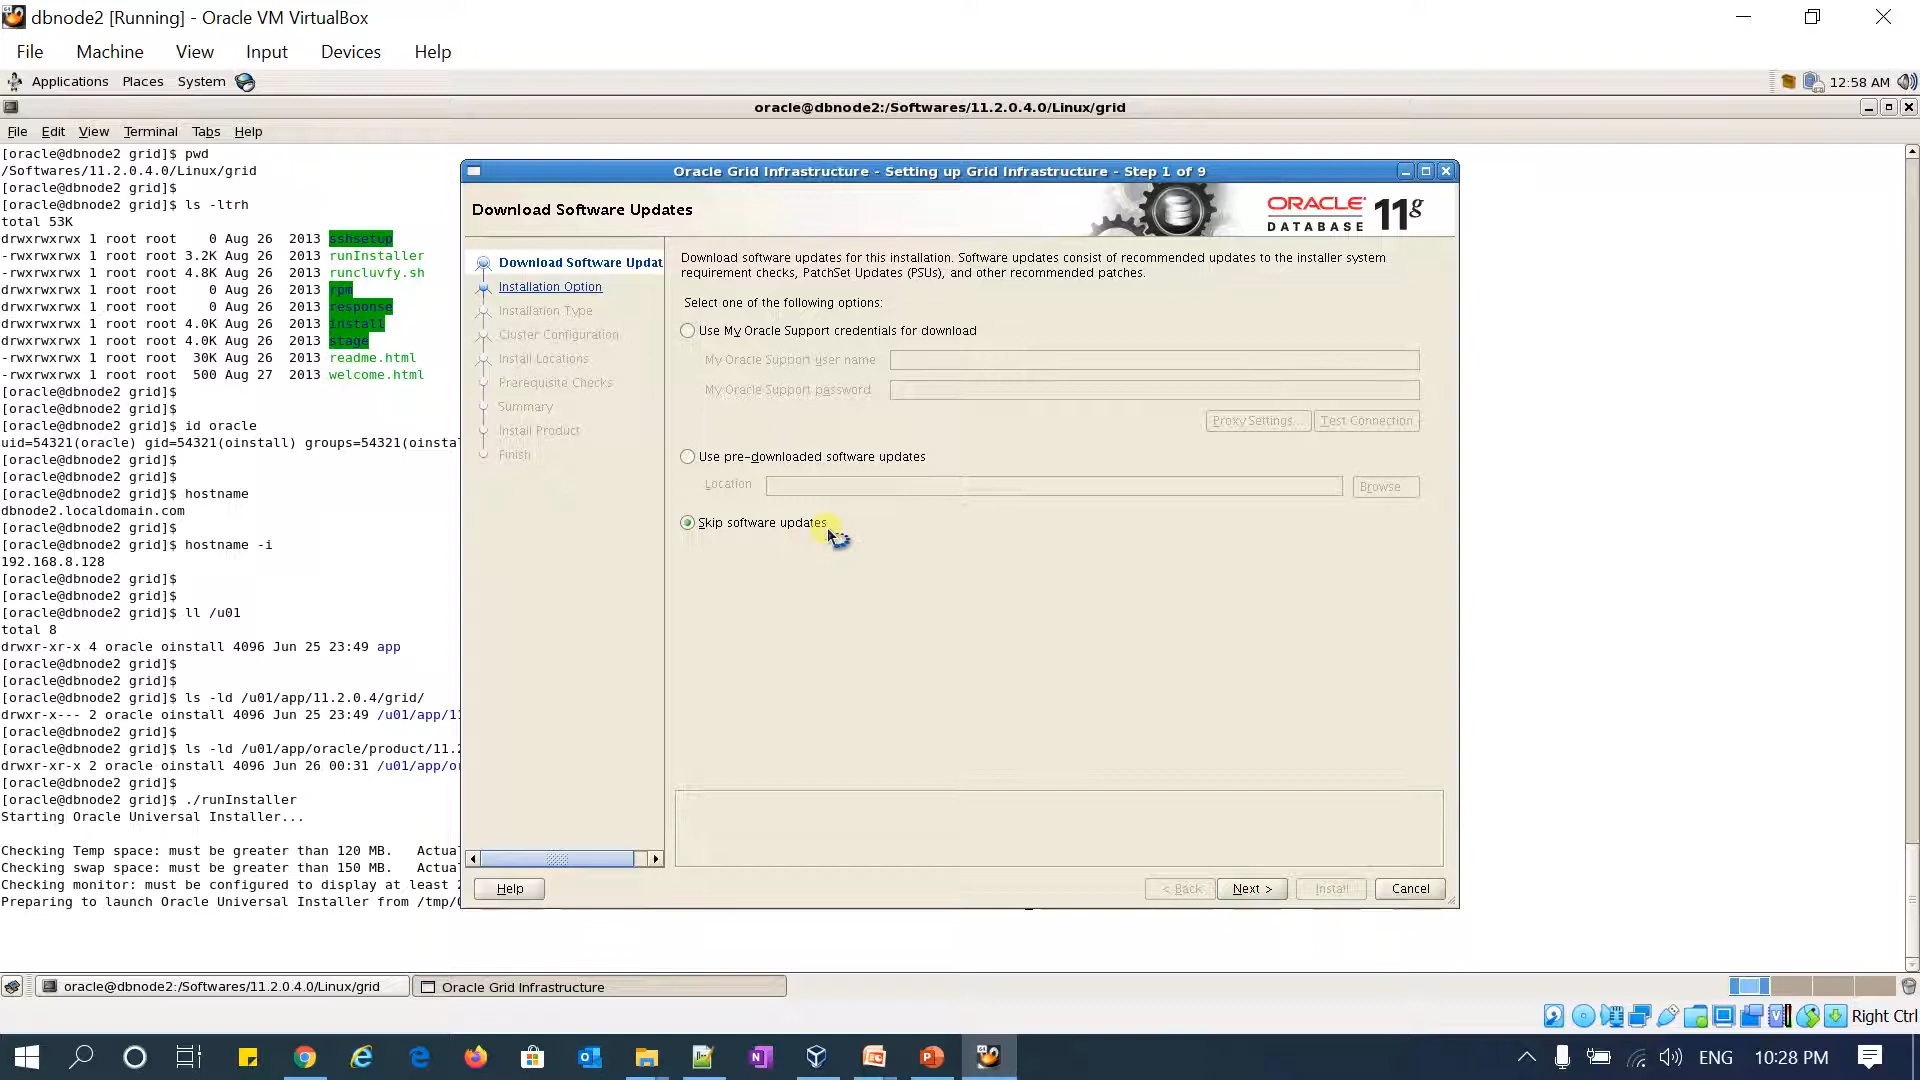 dbnode2 [Running] - Oracle VM VirtualBox
File Machine View Input Devices Help
Applications Places System 12:58 AM
oracle@dbnode2:/Softwares/11.2.0.4.0/Linux/grid
File Edit View Terminal Tabs Help
[oracle@dbnode2 grid]$ pwd
/Softwares/11.2.0.4.0/Linux/grid
[oracle@dbnode2 grid]$
[oracle@dbnode2 grid]$ ls -ltrh
total 53K
drwxrwxrwx 1 root root 0 Aug 26 2013 sshsetup
-rwxrwxrwx 1 root root 3.2K Aug 26 2013 runInstaller
-rwxrwxrwx 1 root root 4.8K Aug 26 2013 runcluvfy.sh
drwxrwxrwx 1 root root 0 Aug 26 2013 rpm
drwxrwxrwx 1 root root 0 Aug 26 2013 response
drwxrwxrwx 1 root root 4.0K Aug 26 2013 install
drwxrwxrwx 1 root root 4.0K Aug 26 2013 stage
-rwxrwxrwx 1 root root 30K Aug 26 2013 readme.html
-rwxrwxrwx 1 root root 500 Aug 27 2013 welcome.html
[oracle@dbnode2 grid]$
[oracle@dbnode2 grid]$
[oracle@dbnode2 grid]$ id oracle
uid=54321(oracle) gid=54321(oinstall) groups=54321(oinsta
[oracle@dbnode2 grid]$
[oracle@dbnode2 grid]$
[oracle@dbnode2 grid]$ hostname
dbnode2.localdomain.com
[oracle@dbnode2 grid]$
[oracle@dbnode2 grid]$ hostname -i
192.168.8.128
[oracle@dbnode2 grid]$
[oracle@dbnode2 grid]$
[oracle@dbnode2 grid]$ ll /u01
total 8
drwxr-xr-x 4 oracle oinstall 4096 Jun 25 23:49 app
[oracle@dbnode2 grid]$
[oracle@dbnode2 grid]$
[oracle@dbnode2 grid]$ ls -ld /u01/app/11.2.0.4/grid/
drwxr-x--- 2 oracle oinstall 4096 Jun 25 23:49 /u01/app/11
[oracle@dbnode2 grid]$
[oracle@dbnode2 grid]$ ls -ld /u01/app/oracle/product/11.2
drwxr-xr-x 2 oracle oinstall 4096 Jun 26 00:31 /u01/app/or
[oracle@dbnode2 grid]$
[oracle@dbnode2 grid]$ ./runInstaller
Starting Oracle Universal Installer...
Checking Temp space: must be greater than 120 MB. Actua
Checking swap space: must be greater than 150 MB. Actua
Checking monitor: must be configured to display at least 2
Preparing to launch Oracle Universal Installer from /tmp/O
Oracle Grid Infrastructure - Setting up Grid Infrastructure - Step 1 of 9
Download Software Updates
ORACLE DATABASE 11g
Download Software Updat
Installation Option
Installation Type
Cluster Configuration
Install Locations
Prerequisite Checks
Summary
Install Product
Finish
Download software updates for this installation. Software updates consist of recommended updates to the installer system
requirement checks, PatchSet Updates (PSUs), and other recommended patches.
Select one of the following options:
Use My Oracle Support credentials for download
My Oracle Support user name
My Oracle Support password
Proxy Settings... Test Connection
Use pre-downloaded software updates
Location Browse
Skip software updates
Help < Back Next > Install Cancel
oracle@dbnode2:/Softwares/11.2.0.4.0/Linux/grid Oracle Grid Infrastructure
Right Ctrl
ENG 10:28 PM